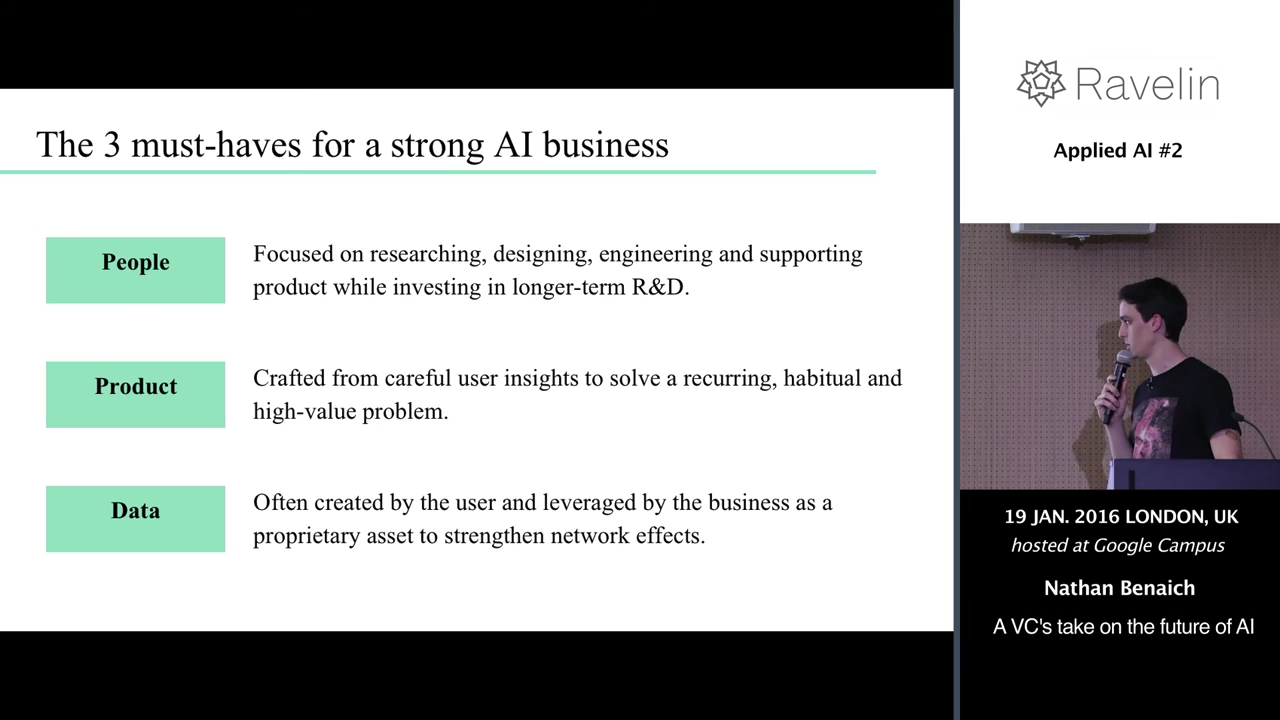 The 3 must-haves for a strong AI business
People
Focused on researching, designing, engineering and supporting
product while investing in longer-term R&D.
Product
Crafted from careful user insights to solve a recurring, habitual and
high-value problem.
Data
Often created by the user and leveraged by the business as a
proprietary asset to strengthen network effects.
Ravelin
Applied AI #2
19 JAN. 2016 LONDON, UK
hosted at Google Campus
Nathan Benaich
A VC's take on the future of AI